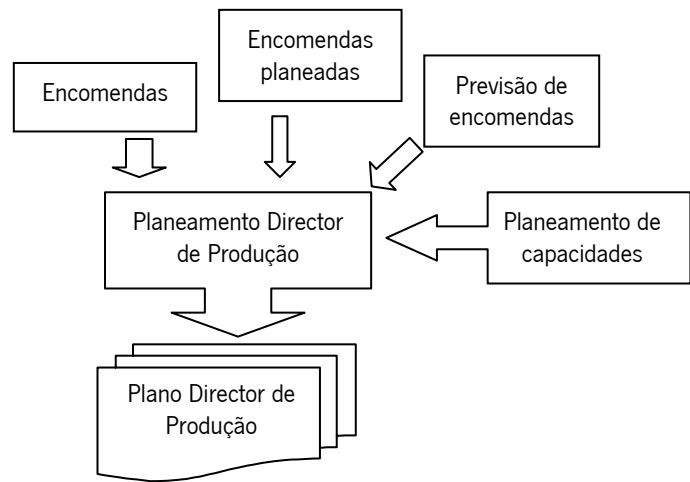 Encomendas
Encomendas
planeadas
Previsão de
encomendas
Planeamento Director
de Produção
Planeamento de
capacidades
Plano Director de
Produção